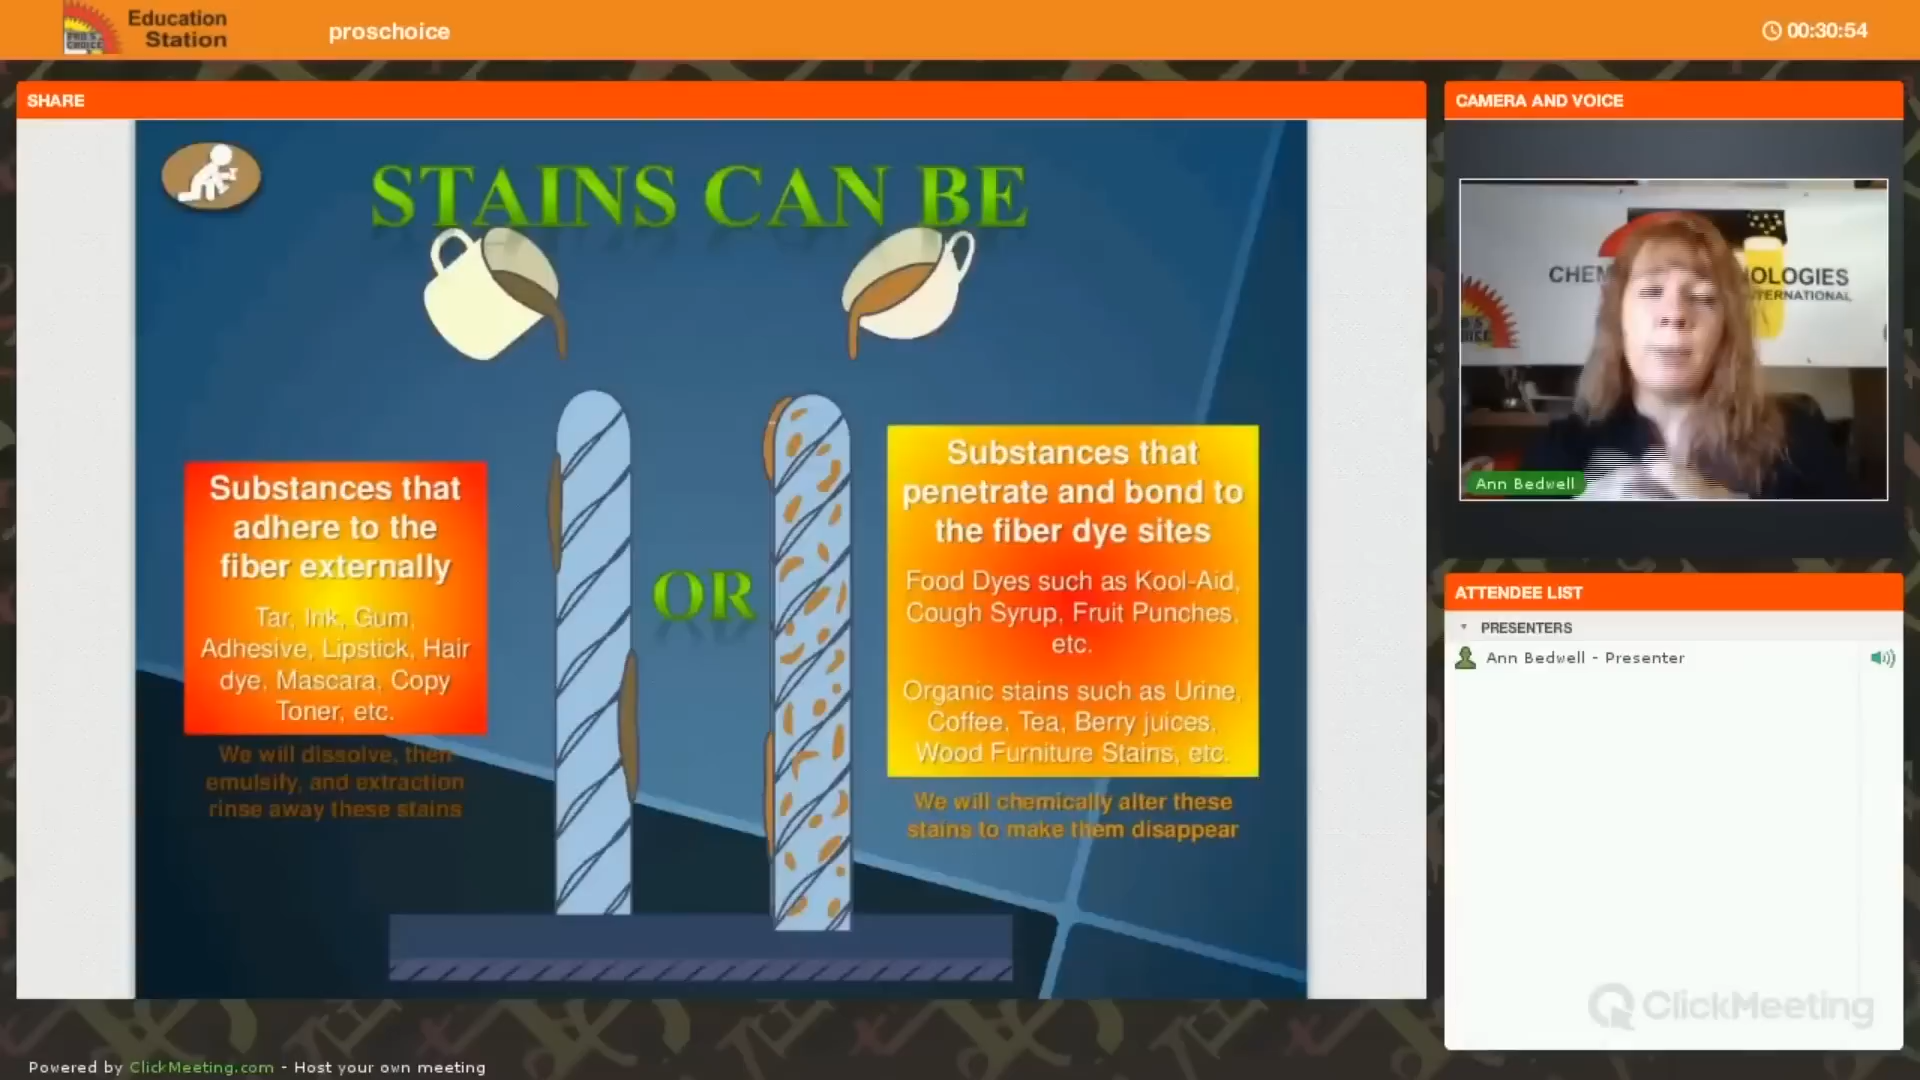 Education
Station
PRO'S
CHOICE
proschoice
00:30:54
SHARE
STAINS CAN BE
Substances that
adhere to the
fiber externally
Tar, Ink, Gum,
Adhesive, Lipstick, Hair
dye, Mascara, Copy
Toner, etc.
We will dissolve, then
emulsify, and extraction
rinse away these stains
OR
Substances that
penetrate and bond to
the fiber dye sites
Food Dyes such as Kool-Aid,
Cough Syrup, Fruit Punches,
etc.
Organic stains such as Urine,
Coffee, Tea, Berry juices,
Wood Furniture Stains, etc.
We will chemically alter these
stains to make them disappear
CAMERA AND VOICE
CHEM OLOGIES
TERNATIONAL
Ann Bedwell
ATTENDEE LIST
PRESENTERS
Ann Bedwell - Presenter
ClickMeeting
Powered by ClickMeeting.com - Host your own meeting